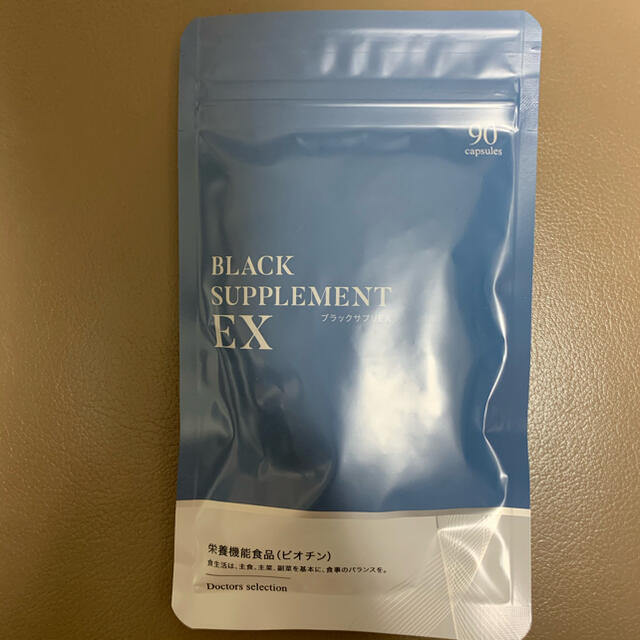 90
capsules
BLACK
SUPPLEMENT
EX
ブラックサプリEX
栄養機能食品(ビオチン)
食生活は、主食、主菜、副菜を基本に、食事のバランスを。
Doctors selection